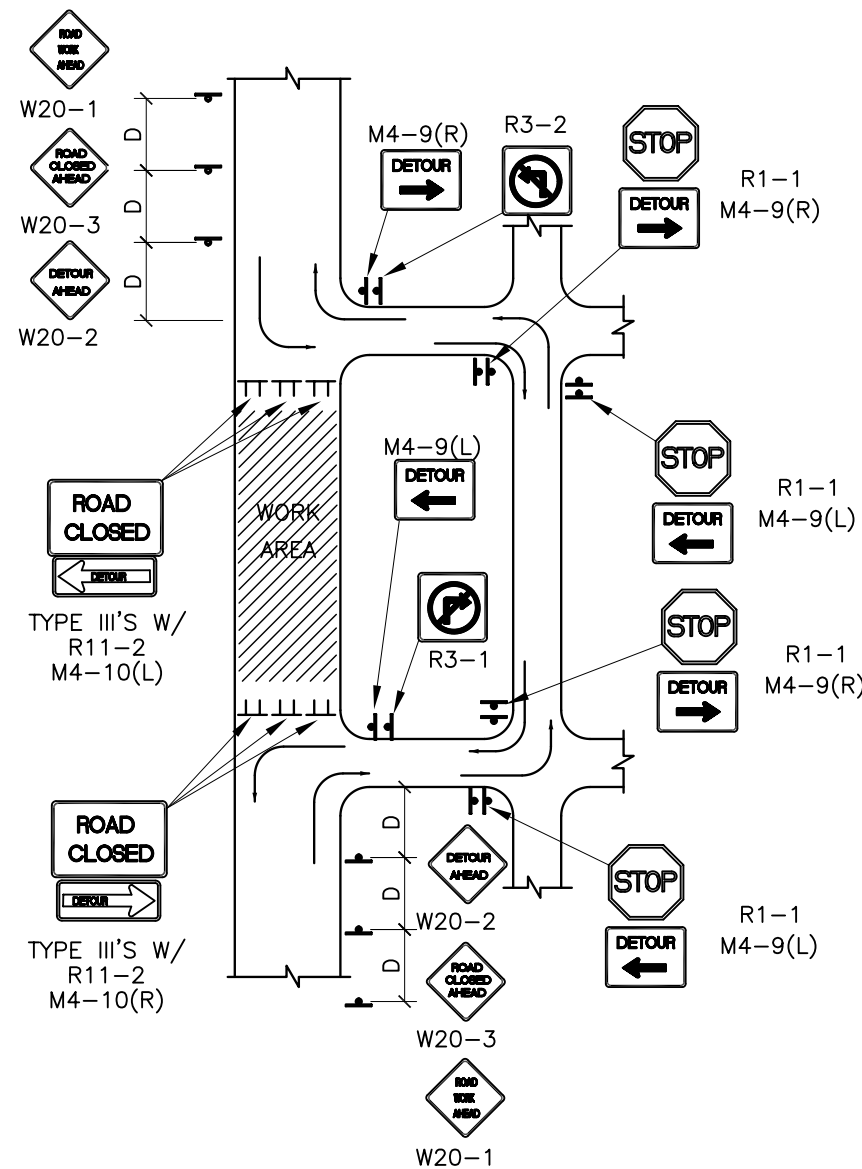 ROAD
WORK
AHEAD
W20-1
D
ROAD
CLOSED
AHEAD
W20-3
D
DETOUR
AHEAD
W20-2
D
M4-9(R)
DETOUR
R3-2
STOP
DETOUR
R1-1
M4-9(R)
ROAD
CLOSED
DETOUR
TYPE III'S W/
R11-2
M4-10(L)
WORK
AREA
M4-9(L)
DETOUR
R3-1
STOP
DETOUR
R1-1
M4-9(L)
STOP
DETOUR
R1-1
M4-9(R)
ROAD
CLOSED
DETOUR
TYPE III'S W/
R11-2
M4-10(R)
D
DETOUR
AHEAD
W20-2
D
ROAD
CLOSED
AHEAD
W20-3
D
ROAD
WORK
AHEAD
W20-1
STOP
DETOUR
R1-1
M4-9(L)